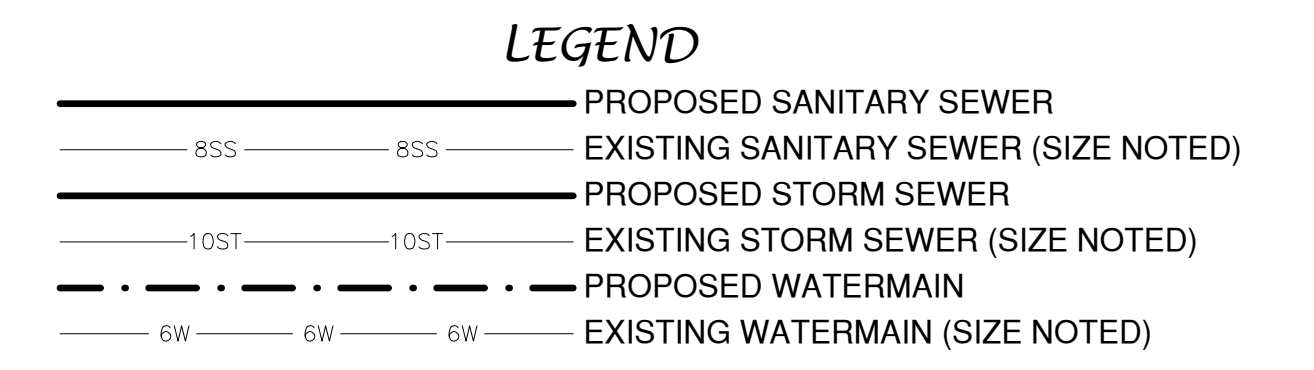 LEGEND
PROPOSED SANITARY SEWER
8SS 8SS EXISTING SANITARY SEWER (SIZE NOTED)
PROPOSED STORM SEWER
10ST 10ST EXISTING STORM SEWER (SIZE NOTED)
PROPOSED WATERMAIN
6W 6W 6W EXISTING WATERMAIN (SIZE NOTED)